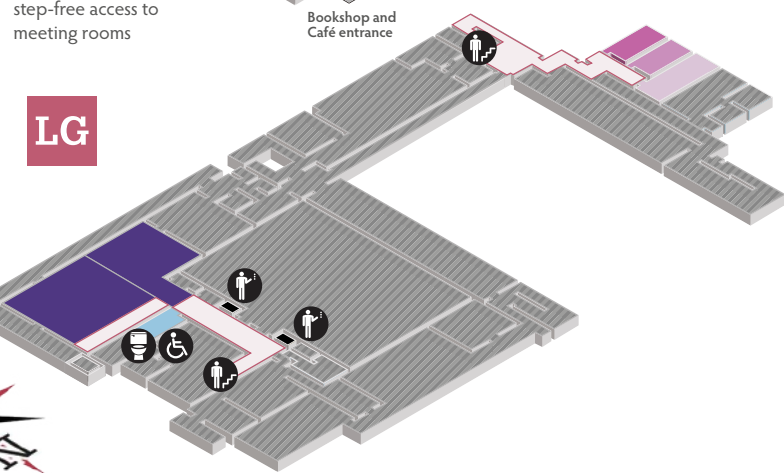 step-free access to
meeting rooms
Bookshop and
Café entrance
LG
N